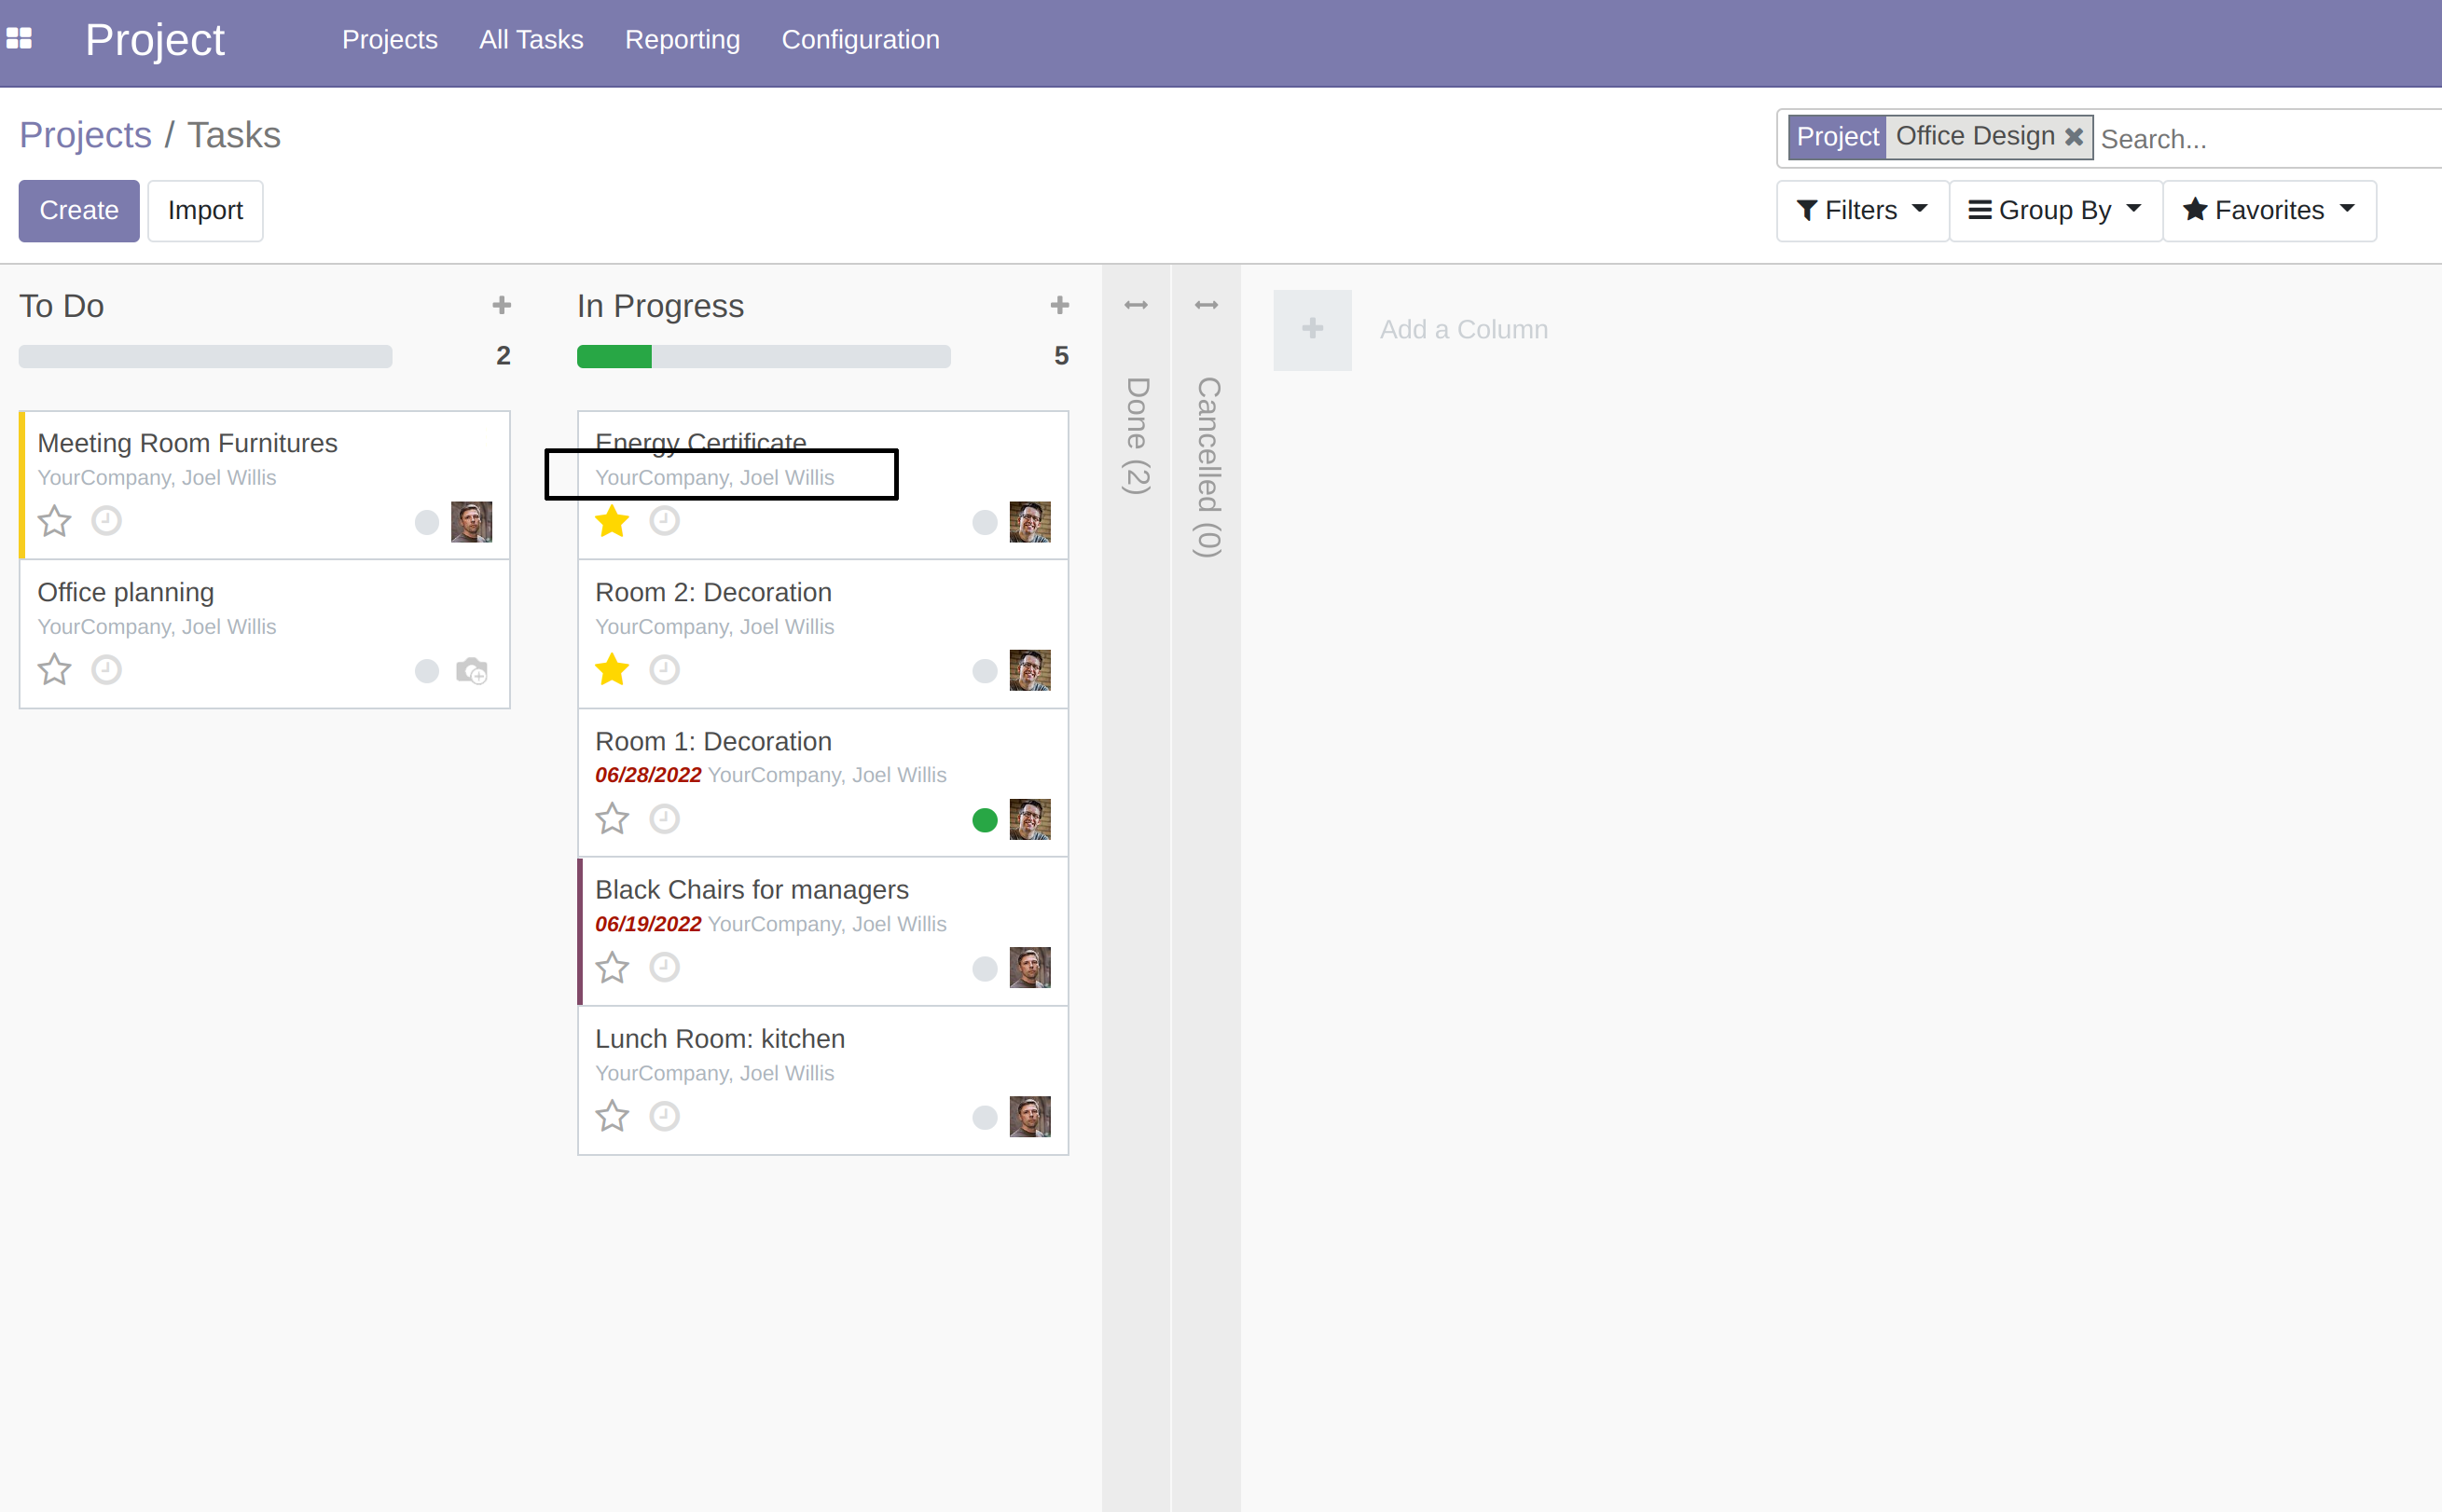 Project
Projects
All Tasks
Reporting
Configuration
Projects / Tasks
Project Office Design Search...
Create
Import
Filters
Group By
Favorites
To Do
2
Meeting Room Furnitures
YourCompany, Joel Willis
Office planning
YourCompany, Joel Willis
In Progress
5
Energy Certificate
YourCompany, Joel Willis
Room 2: Decoration
YourCompany, Joel Willis
Room 1: Decoration
06/28/2022 YourCompany, Joel Willis
Black Chairs for managers
06/19/2022 YourCompany, Joel Willis
Lunch Room: kitchen
YourCompany, Joel Willis
Done (2)
Cancelled (0)
Add a Column